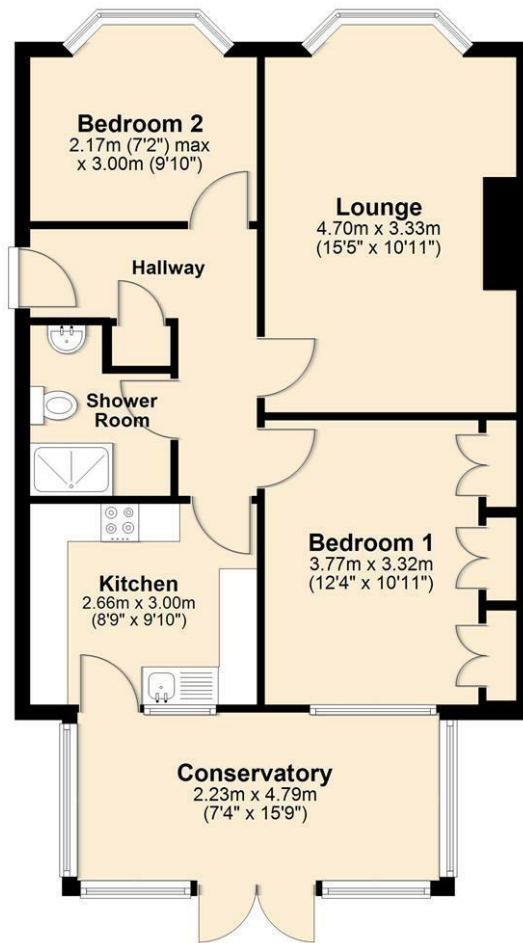 Bedroom 2
2.17m (7'2") max
x 3.00m (9'10")
Lounge
4.70m x 3.33m
(15'5" x 10'11")
Hallway
Shower
Room
Bedroom 1
3.77m x 3.32m
(12'4" x 10'11")
Kitchen
2.66m x 3.00m
(8'9" x 9'10")
Conservatory
2.23m x 4.79m
(7'4" x 15'9")